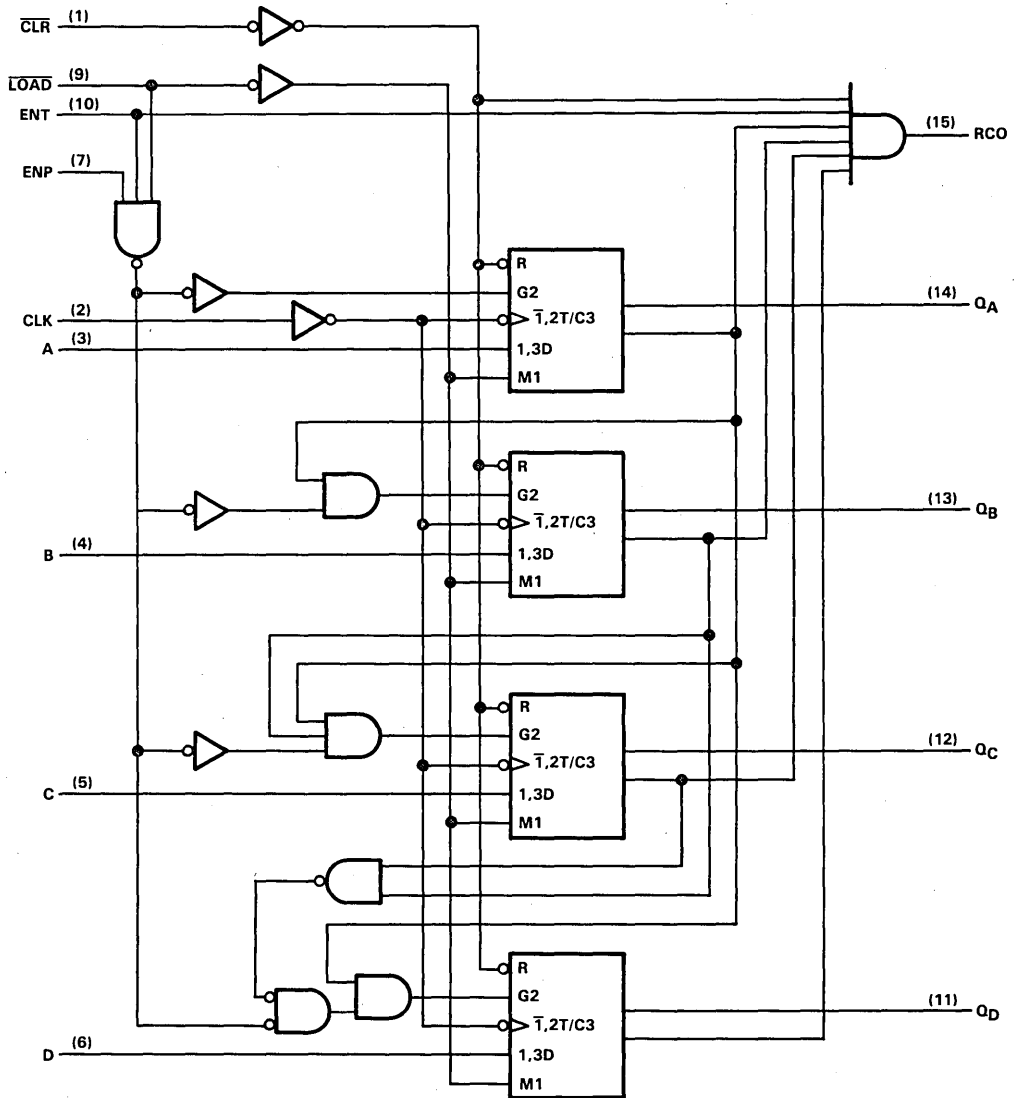 C̅L̅R̅ (1)
L̅O̅A̅D̅ (9)
ENT (10)
(15) RCO
ENP (7)
R
G2
CLK (2)
1̅,2T/C3
(14) QA
A (3)
1,3D
M1
R
G2
1̅,2T/C3
(13) QB
B (4)
1,3D
M1
R
G2
1̅,2T/C3
(12) QC
C (5)
1,3D
M1
R
G2
1̅,2T/C3
(11) QD
D (6)
1,3D
M1